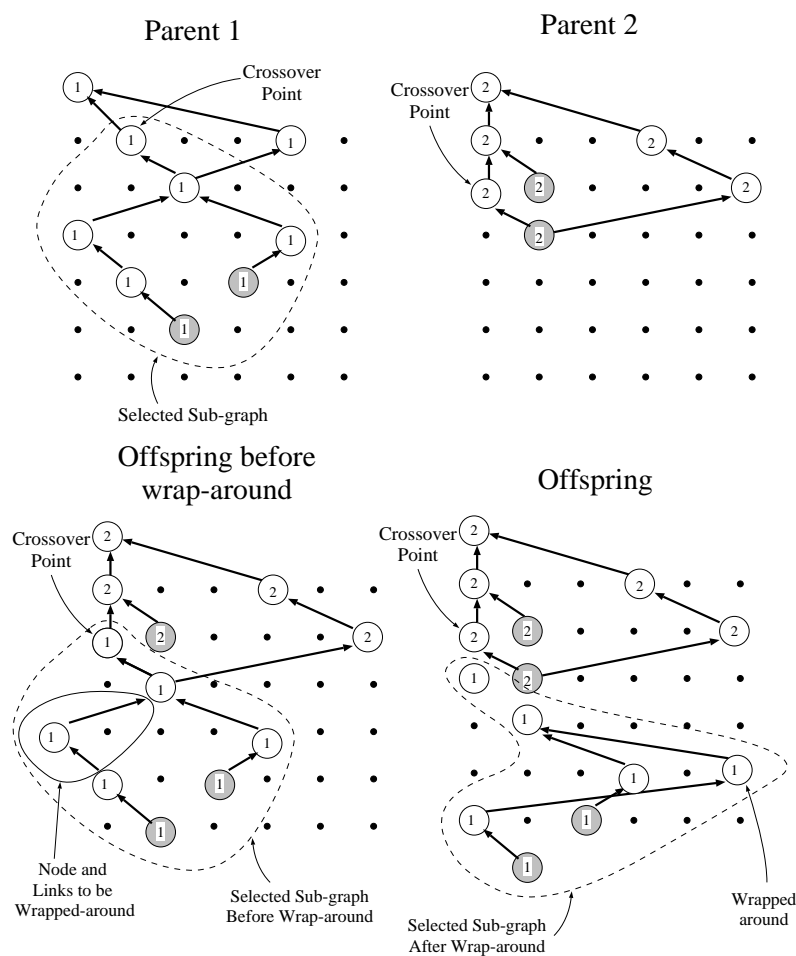 Parent 1
Parent 2
Crossover
Point
Crossover
Point
1
1
1
1
1
1
1
1
1
2
2
2
2
2
2
2
Selected Sub-graph
Offspring before
wrap-around
Offspring
Crossover
Point
Crossover
Point
2
2
2
2
2
1
1
1
1
1
1
1
2
2
2
2
2
2
2
1
1
1
1
1
1
1
Node and
Links to be
Wrapped-around
Selected Sub-graph
Before Wrap-around
Selected Sub-graph
After Wrap-around
Wrapped
around